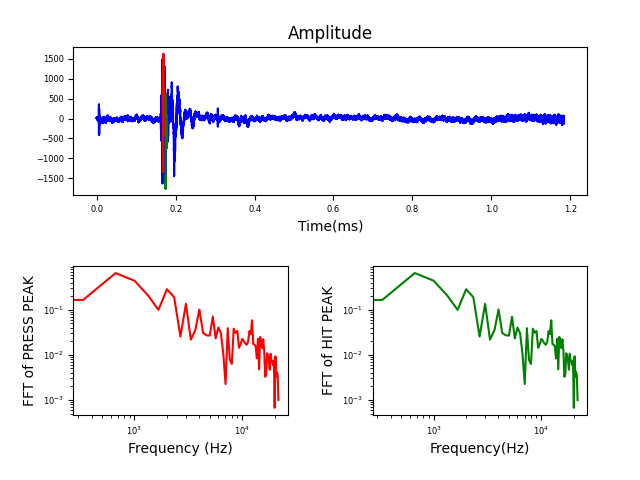 Amplitude
1500
1000
500
0
−500
−1000
−1500
0.0 0.2 0.4 0.6 0.8 1.0 1.2
Time(ms)
FFT of PRESS PEAK
10⁻¹
10⁻²
10⁻³
10³ 10⁴
Frequency (Hz)
FFT of HIT PEAK
10⁻¹
10⁻²
10⁻³
10³ 10⁴
Frequency(Hz)